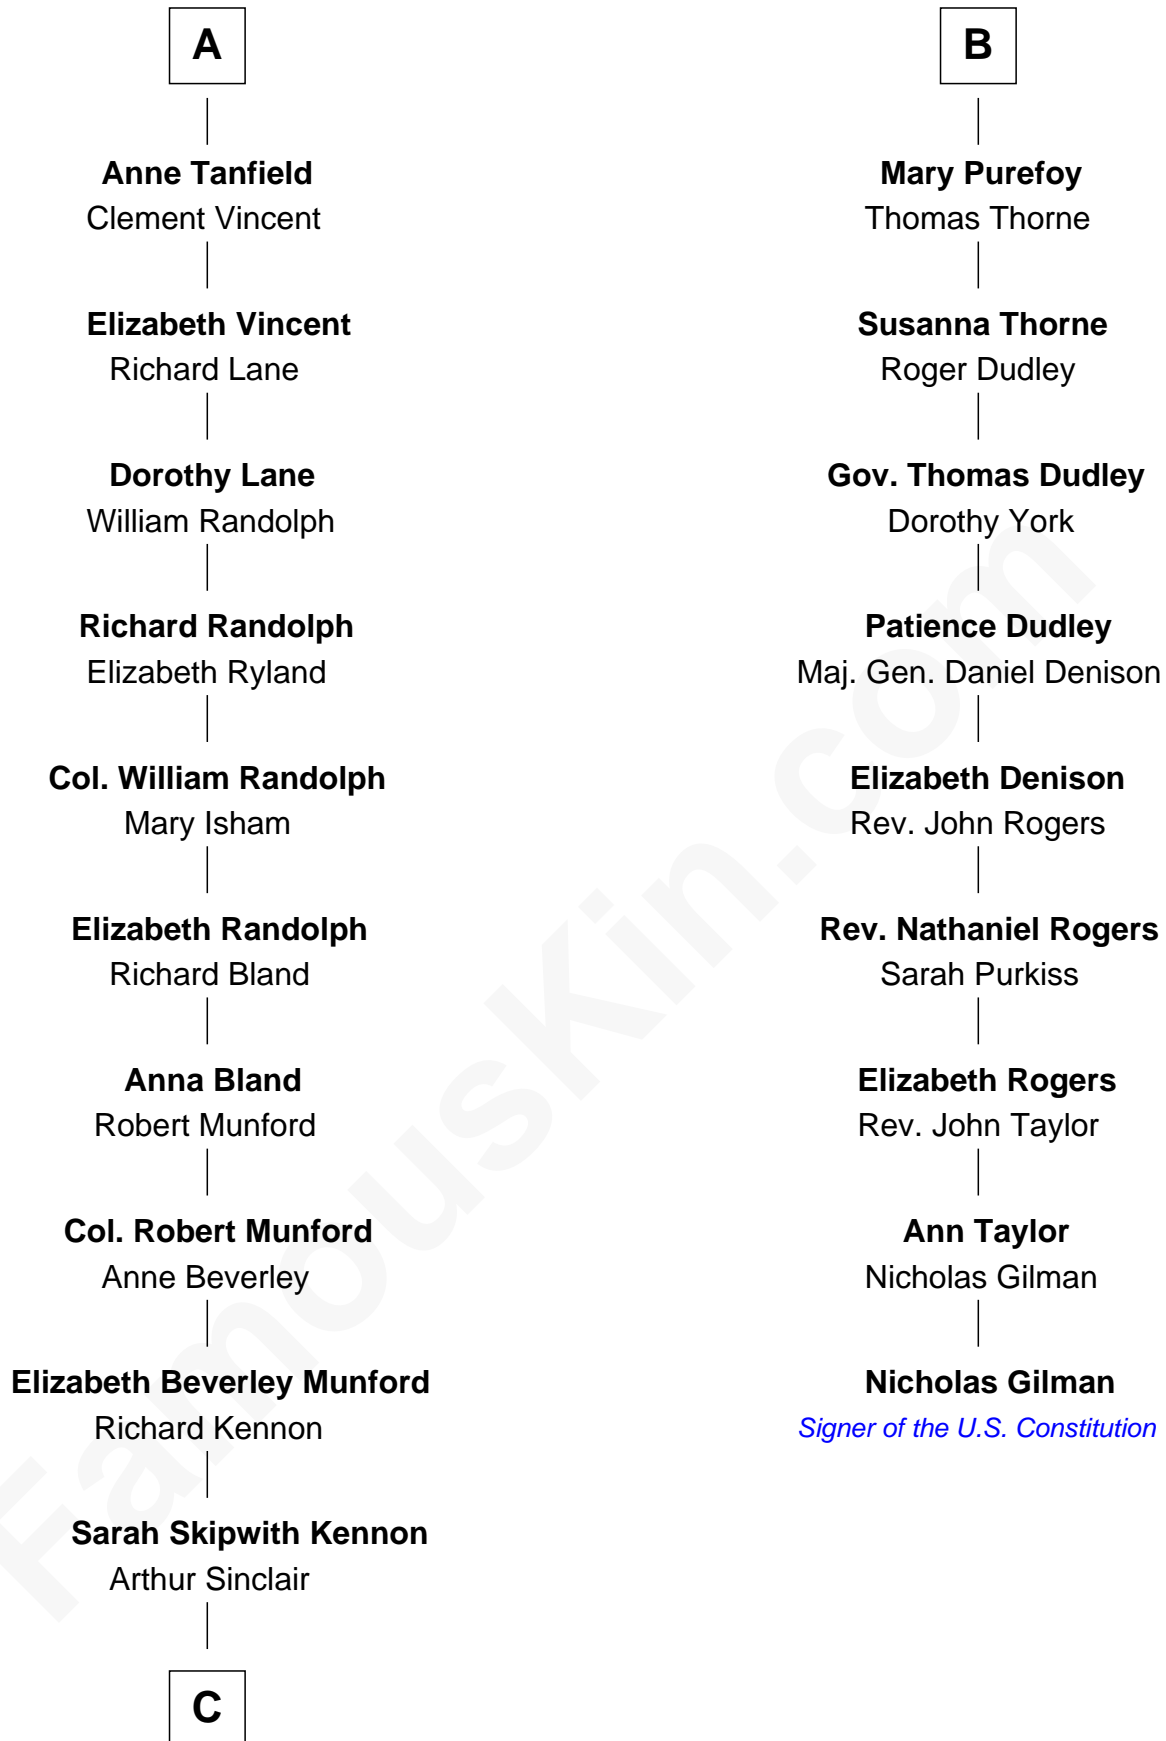 A
Anne Tanfield
Clement Vincent
Elizabeth Vincent
Richard Lane
Dorothy Lane
William Randolph
Richard Randolph
Elizabeth Ryland
Col. William Randolph
Mary Isham
Elizabeth Randolph
Richard Bland
Anna Bland
Robert Munford
Col. Robert Munford
Anne Beverley
Elizabeth Beverley Munford
Richard Kennon
Sarah Skipwith Kennon
Arthur Sinclair
C
B
Mary Purefoy
Thomas Thorne
Susanna Thorne
Roger Dudley
Gov. Thomas Dudley
Dorothy York
Patience Dudley
Maj. Gen. Daniel Denison
Elizabeth Denison
Rev. John Rogers
Rev. Nathaniel Rogers
Sarah Purkiss
Elizabeth Rogers
Rev. John Taylor
Ann Taylor
Nicholas Gilman
Nicholas Gilman
Signer of the U.S. Constitution
FamousKin.com